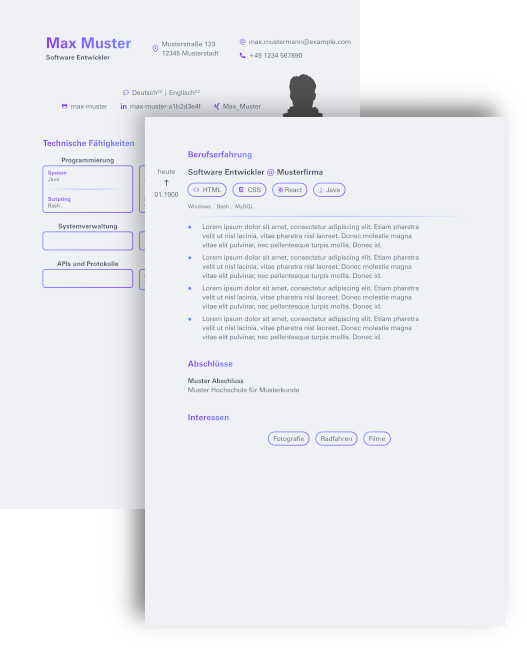 Max Muster
Software Entwickler
Musterstraße 123
12345 Musterstadt
max.mustermann@example.com
+49 1234 567890
Deutsch C2 | Englisch C2
max-muster
max-muster-a1b2d3e4f
Max_Muster
Technische Fähigkeiten
Programmierung
System
Java
Scripting
Bash
Systemverwaltung
APIs und Protokolle
Berufserfahrung
heute
†
01.1900
Software Entwickler @ Musterfirma
HTML
CSS
React
Java
Windows / Bash / MySQL
Lorem ipsum dolor sit amet, consectetur adipiscing elit. Etiam pharetra
velit ut nisl lacinia, vitae pharetra nisl laoreet. Donec molestie magna
vitae elit pulvinar, nec pellentesque turpis mollis. Donec id.
Lorem ipsum dolor sit amet, consectetur adipiscing elit. Etiam pharetra
velit ut nisl lacinia, vitae pharetra nisl laoreet. Donec molestie magna
vitae elit pulvinar, nec pellentesque turpis mollis. Donec id.
Lorem ipsum dolor sit amet, consectetur adipiscing elit. Etiam pharetra
velit ut nisl lacinia, vitae pharetra nisl laoreet. Donec molestie magna
vitae elit pulvinar, nec pellentesque turpis mollis. Donec id.
Lorem ipsum dolor sit amet, consectetur adipiscing elit. Etiam pharetra
velit ut nisl lacinia, vitae pharetra nisl laoreet. Donec molestie magna
vitae elit pulvinar, nec pellentesque turpis mollis. Donec id.
Abschlüsse
Muster Abschluss
Muster Hochschule für Musterkunde
Interessen
Fotografie
Radfahren
Filme